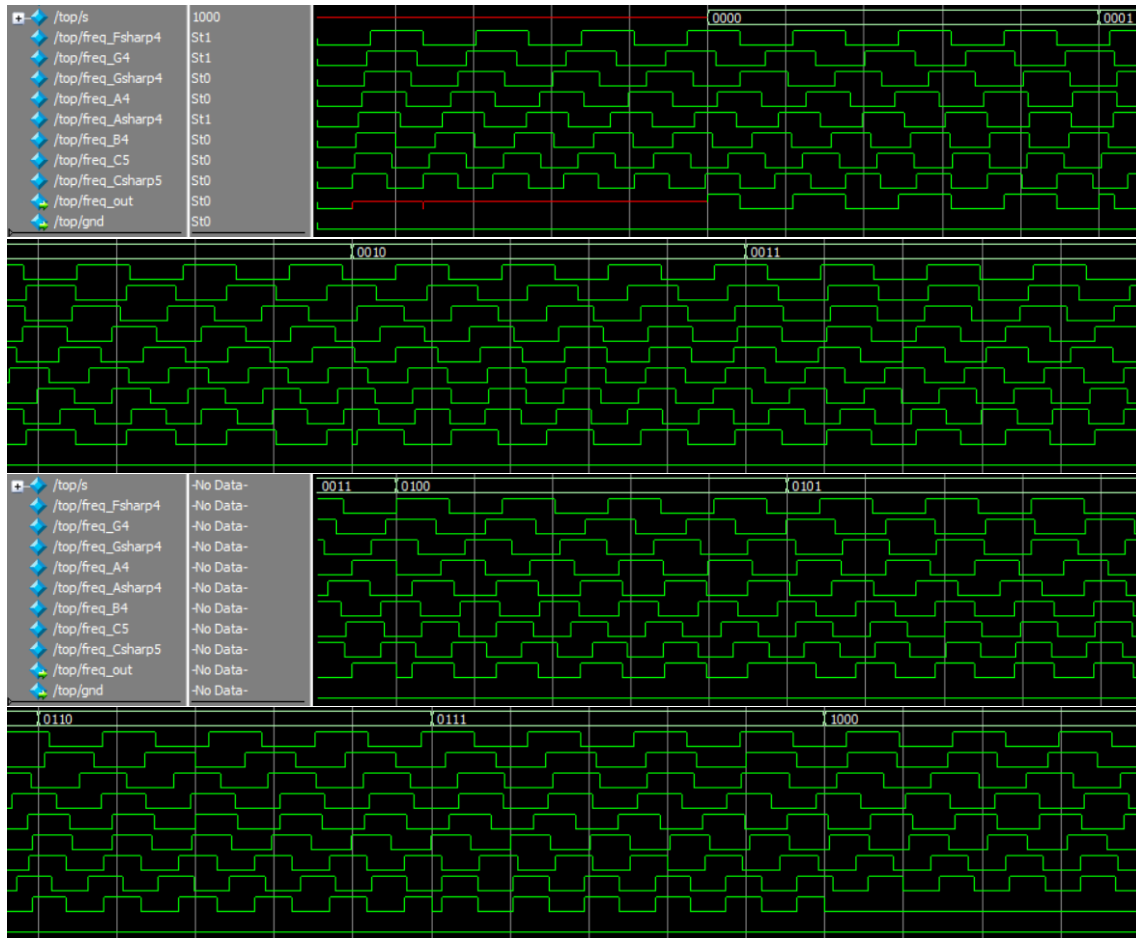 /top/s 1000 0000 0001
/top/freq_Fsharp4 St1
/top/freq_G4 St1
/top/freq_Gsharp4 St0
/top/freq_A4 St0
/top/freq_Asharp4 St1
/top/freq_B4 St0
/top/freq_C5 St0
/top/freq_Csharp5 St0
/top/freq_out St0
/top/gnd St0
0010 0011
/top/s -No Data- 0011 0100 0101
/top/freq_Fsharp4 -No Data-
/top/freq_G4 -No Data-
/top/freq_Gsharp4 -No Data-
/top/freq_A4 -No Data-
/top/freq_Asharp4 -No Data-
/top/freq_B4 -No Data-
/top/freq_C5 -No Data-
/top/freq_Csharp5 -No Data-
/top/freq_out -No Data-
/top/gnd -No Data-
0110 0111 1000